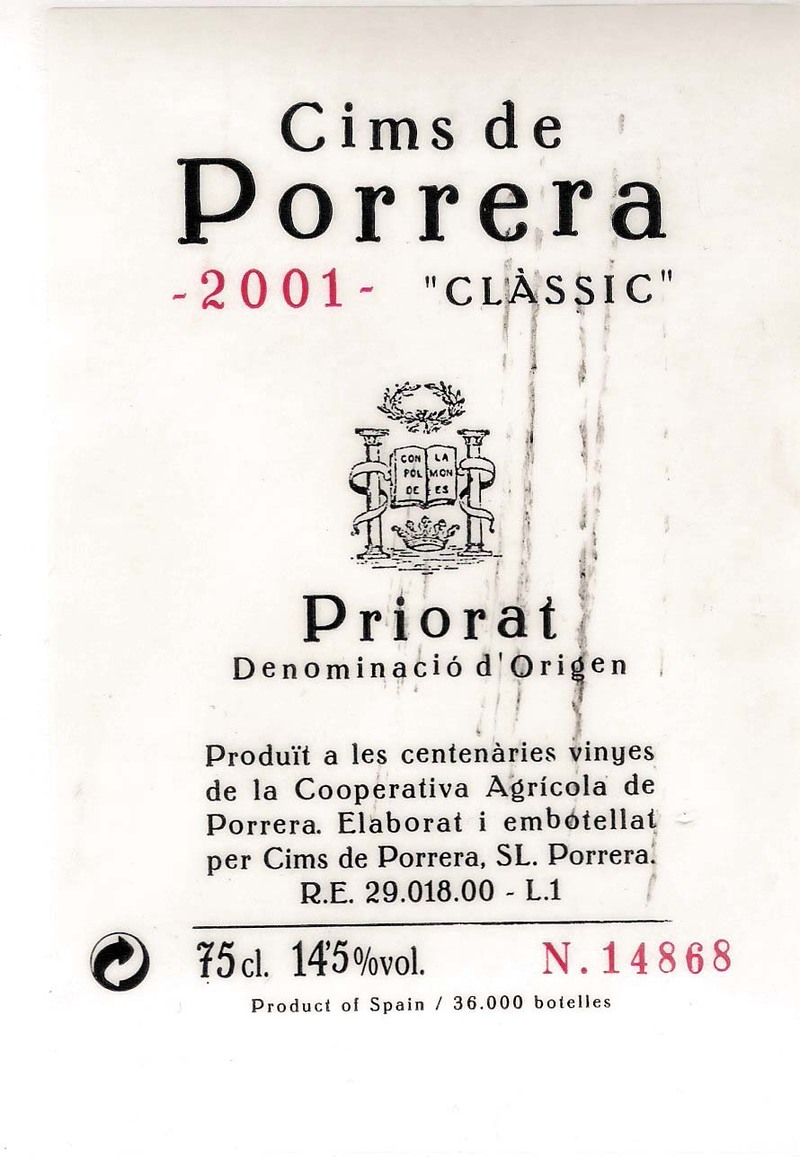 Cims de
Porrera
-2001- "CLÀSSIC"
CON LA
POL MON
DE ES
Priorat
Denominació d'Origen
Produït a les centenàries vinyes
de la Cooperativa Agrícola de
Porrera. Elaborat i embotellat
per Cims de Porrera, SL. Porrera.
R.E. 29.018.00 - L.1
75cl. 14'5%vol. N.14868
Product of Spain / 36.000 botelles